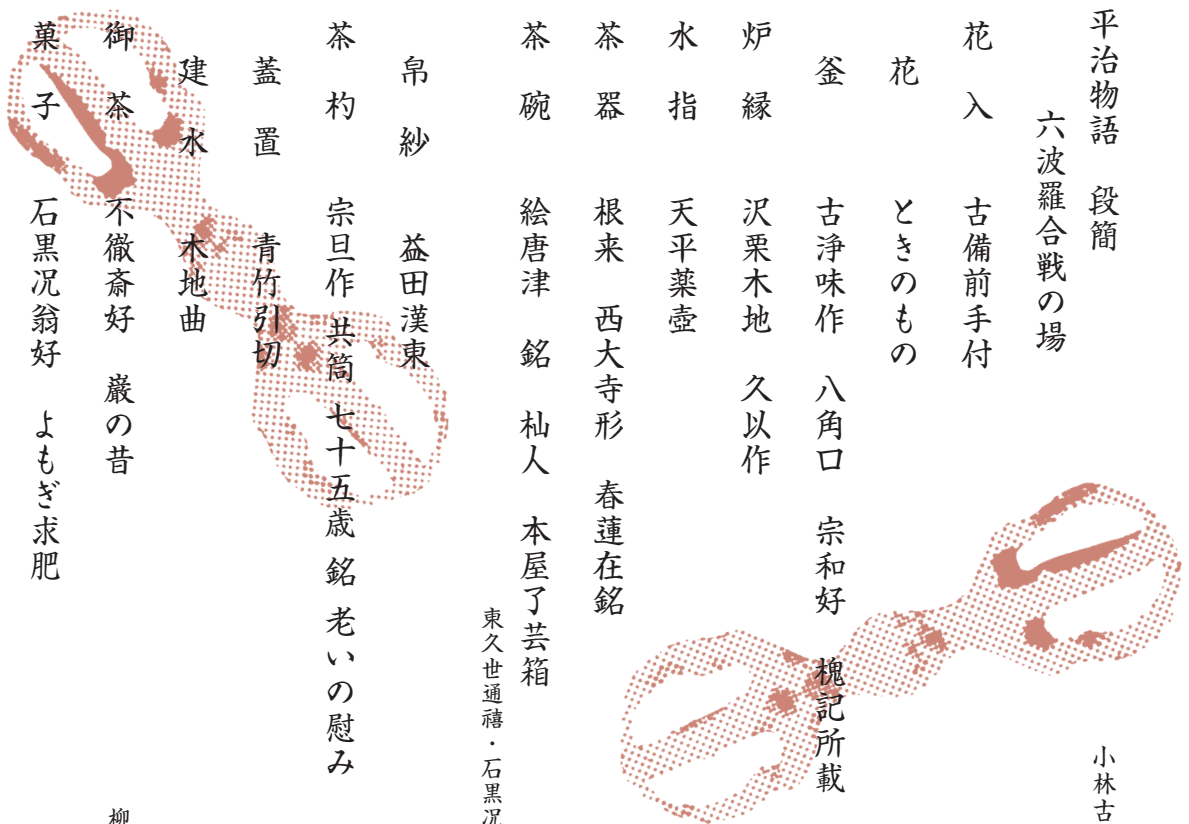 平治物語　段簡
小林古
六波羅合戦の場
花入　古備前手付
花　ときのもの
釜　古浄味作　八角口　宗和好　槐記所載
炉縁　沢栗木地　久以作
水指　天平薬壺
茶器　根来　西大寺形　春蓮在銘
茶碗　絵唐津　銘　杣人　本屋了芸箱
東久世通禧・石黒況
帛紗　益田漢東
茶杓　宗旦作　共筒　七十五歳　銘　老いの慰み
蓋置　青竹引切
建水　木地曲
御茶　不徹斎好　巌の昔
柳
菓子　石黒況翁好　よもぎ求肥